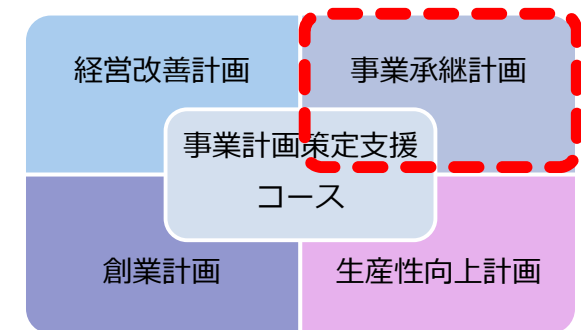 経営改善計画
事業承継計画
事業計画策定支援
コース
創業計画
生産性向上計画